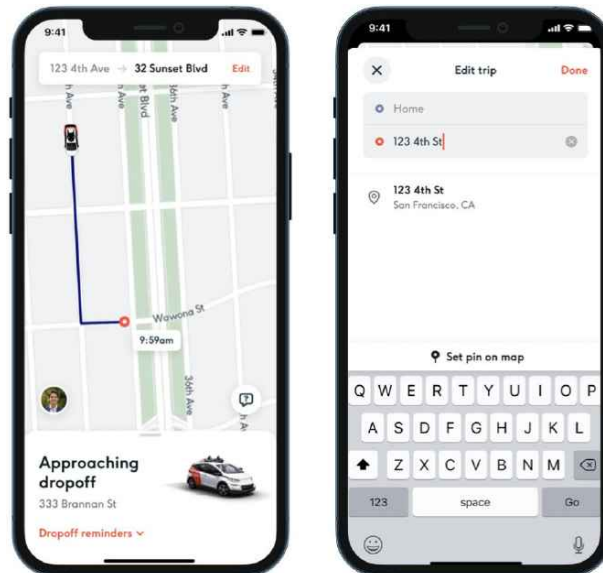 9:41
123 4th Ave → 32 Sunset Blvd Edit
36th Ave
Wawona St
9:59am
36th Ave
Approaching
dropoff
333 Brannan St
Dropoff reminders
9:41
Edit trip Done
Home
123 4th St
123 4th St
San Francisco, CA
Set pin on map
Q W E R T Y U I O P
A S D F G H J K L
Z X C V B N M
123 space Go